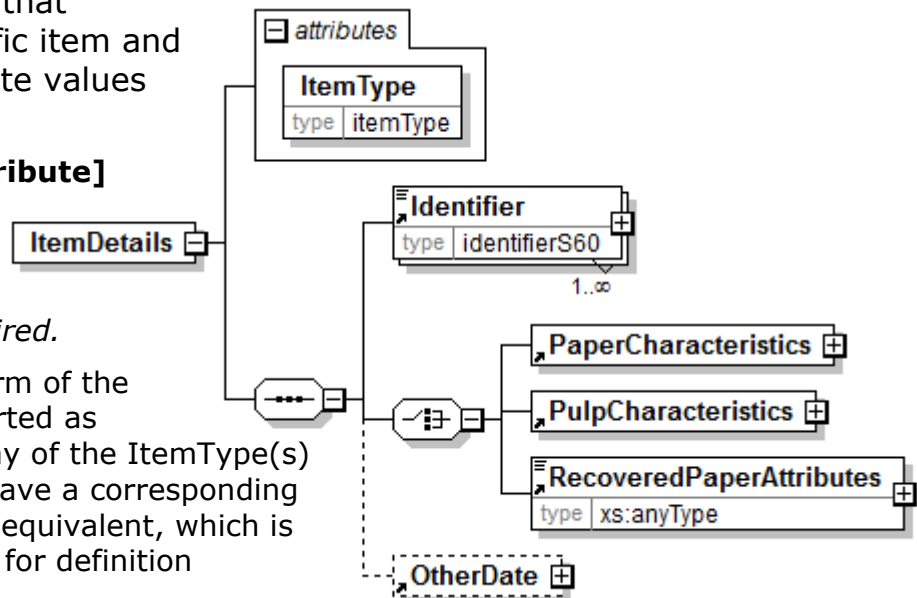 that
fic item and
te values
ribute]
ired.
rm of the
rted as
ny of the ItemType(s)
ave a corresponding
equivalent, which is
for definition
attributes
ItemType
type itemType
ItemDetails
Identifier
type identifierS60
1..∞
PaperCharacteristics
PulpCharacteristics
RecoveredPaperAttributes
type xs:anyType
OtherDate